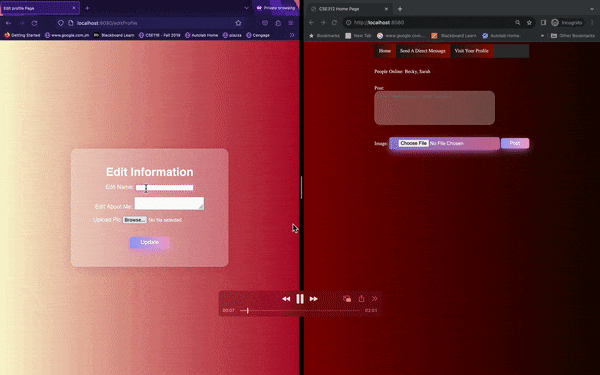 Edit profile Page
Private browsing
localhost:8080/editProfile
Getting Started
www.google.com.ph
Blackboard Learn
CSE116 - Fall 2019
Autolab Home
piazza
Cengage
Edit Information
Edit Name:
Edit About Me:
Upload Pic:
Browse...
No file selected.
Update
CSE312 Home Page
http://localhost:8080
Incognito
Bookmarks
New Tab
www.google.com
Blackboard Learn
Autolab Home
Other Bookmarks
Home
Send A Direct Message
Visit Your Profile
People Online: Becky, Sarah
Post:
Image:
Choose File
No File Chosen
Post
00:07
02:01